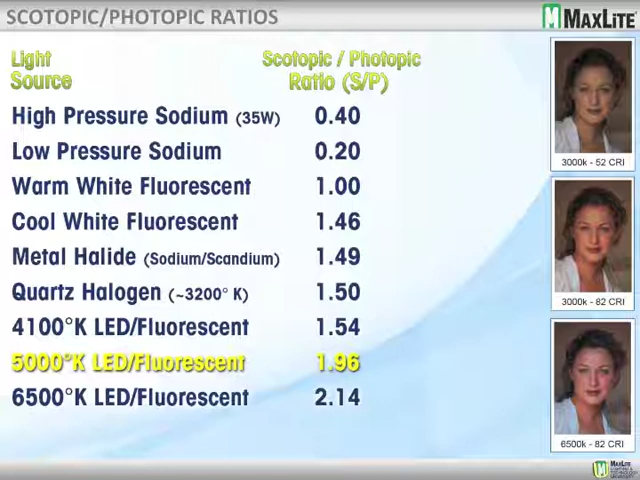 SCOTOPIC/PHOTOPIC RATIOS
MAXLITE
Light Source
Scotopic / Photopic Ratio (S/P)
High Pressure Sodium (35W) 0.40
Low Pressure Sodium 0.20
Warm White Fluorescent 1.00
Cool White Fluorescent 1.46
Metal Halide (Sodium/Scandium) 1.49
Quartz Halogen (~3200° K) 1.50
4100°K LED/Fluorescent 1.54
5000°K LED/Fluorescent 1.96
6500°K LED/Fluorescent 2.14
3000k - 52 CRI
3000k - 82 CRI
6500k - 82 CRI
MAXLITE